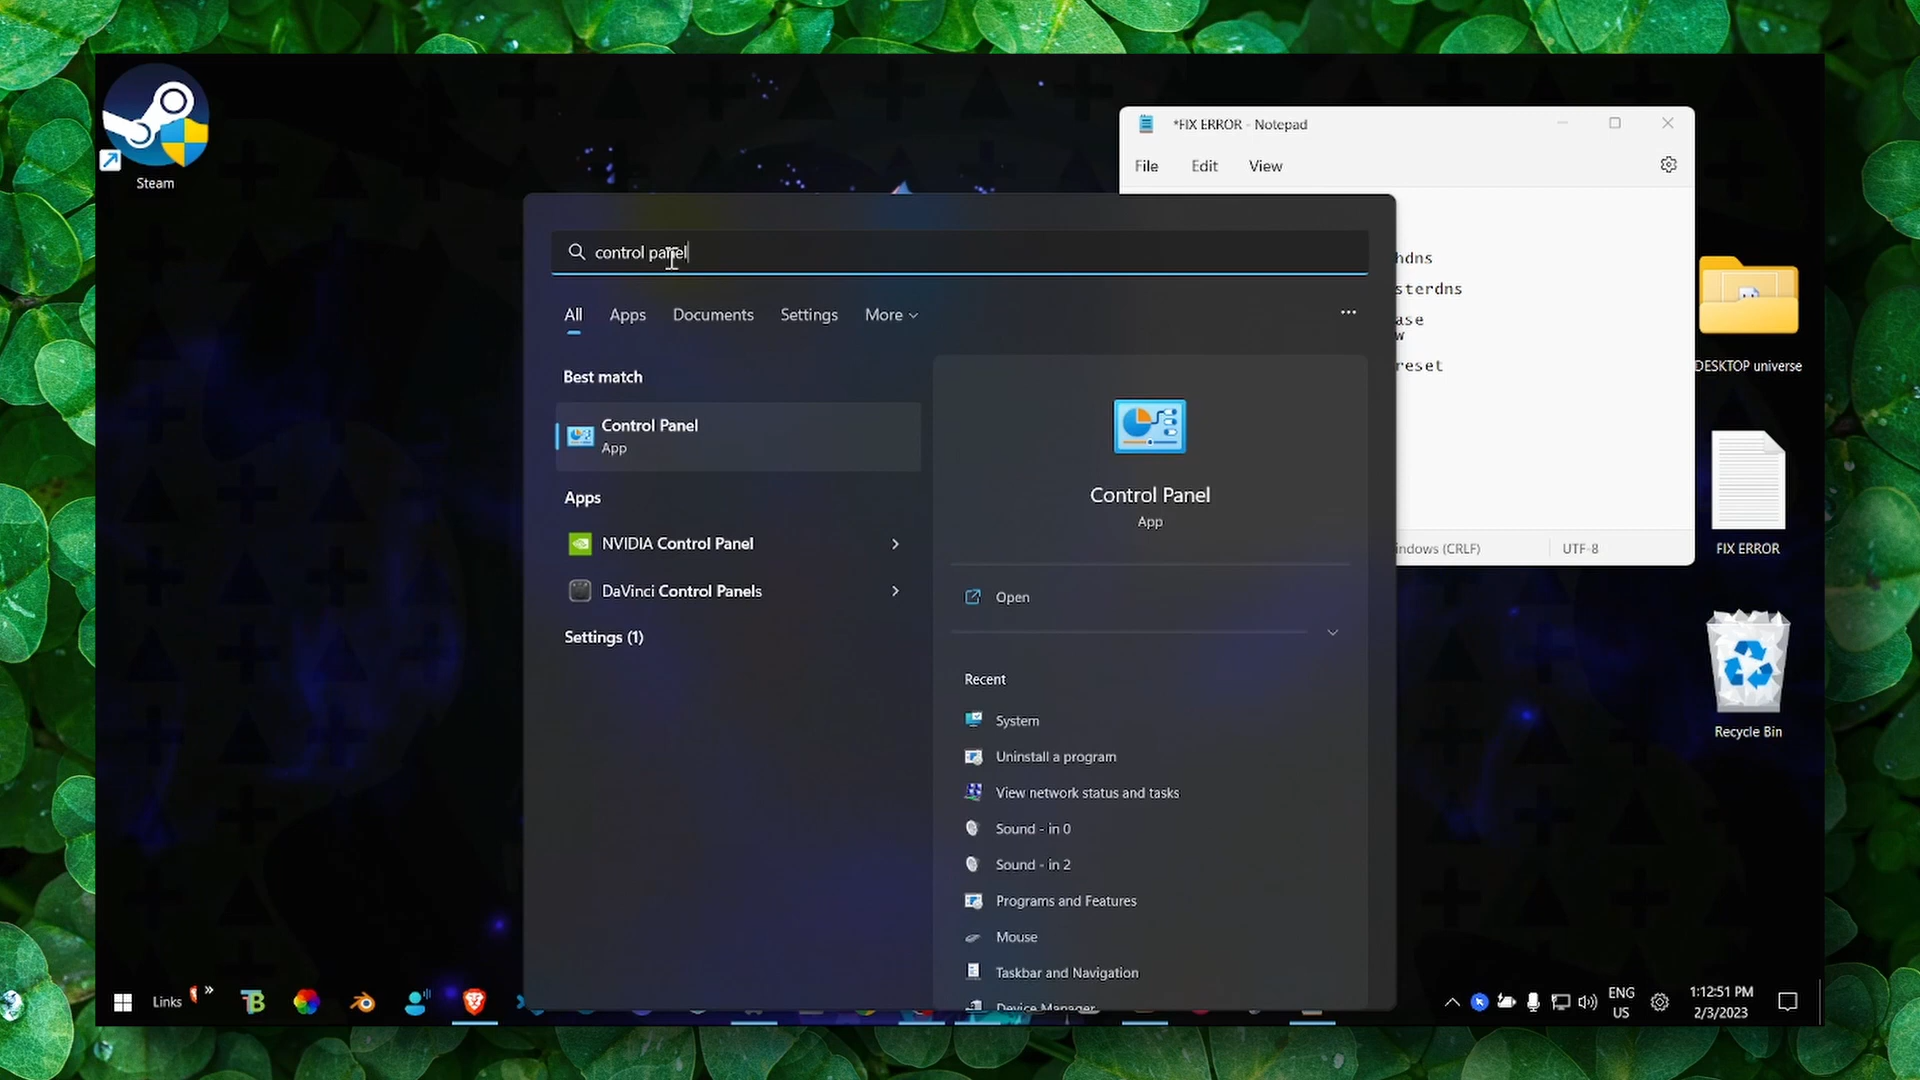 Steam
*FIX ERROR - Notepad
File Edit View
control panel
hdns
sterdns
ase
w
reset
All Apps Documents Settings More
Best match
Control Panel
App
Apps
NVIDIA Control Panel
DaVinci Control Panels
Settings (1)
Control Panel
App
Open
Recent
System
Uninstall a program
View network status and tasks
Sound - in 0
Sound - in 2
Programs and Features
Mouse
Taskbar and Navigation
Device Manager
indows (CRLF) UTF-8
DESKTOP universe
FIX ERROR
Recycle Bin
Links
ENG
US
1:12:51 PM
2/3/2023